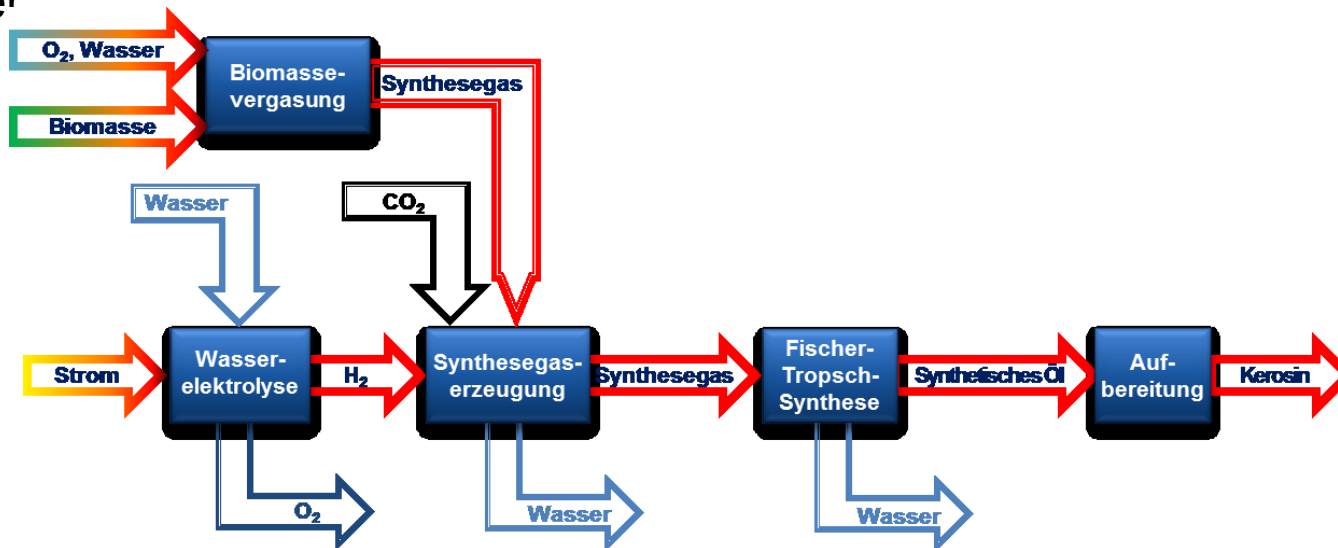 er
O₂, Wasser
Biomasse-
vergasung
Synthesegas
Biomasse
Wasser
CO₂
Strom
Wasser-
elektrolyse
H₂
Synthesegas-
erzeugung
Synthesegas
Fischer-
Tropsch-
Synthese
Synthetisches Öl
Auf-
bereitung
Kerosin
O₂
Wasser
Wasser